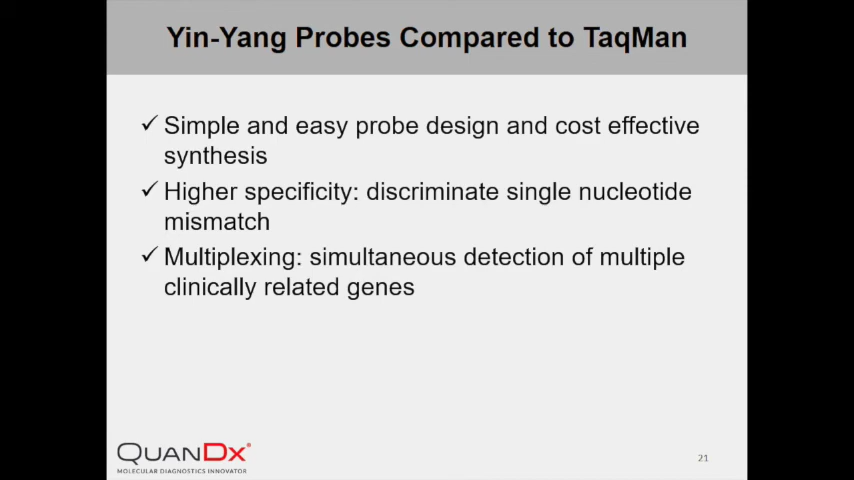 Yin-Yang Probes Compared to TaqMan
✓ Simple and easy probe design and cost effective
synthesis
✓ Higher specificity: discriminate single nucleotide
mismatch
✓ Multiplexing: simultaneous detection of multiple
clinically related genes
QUANDX®
MOLECULAR DIAGNOSTICS INNOVATOR
21